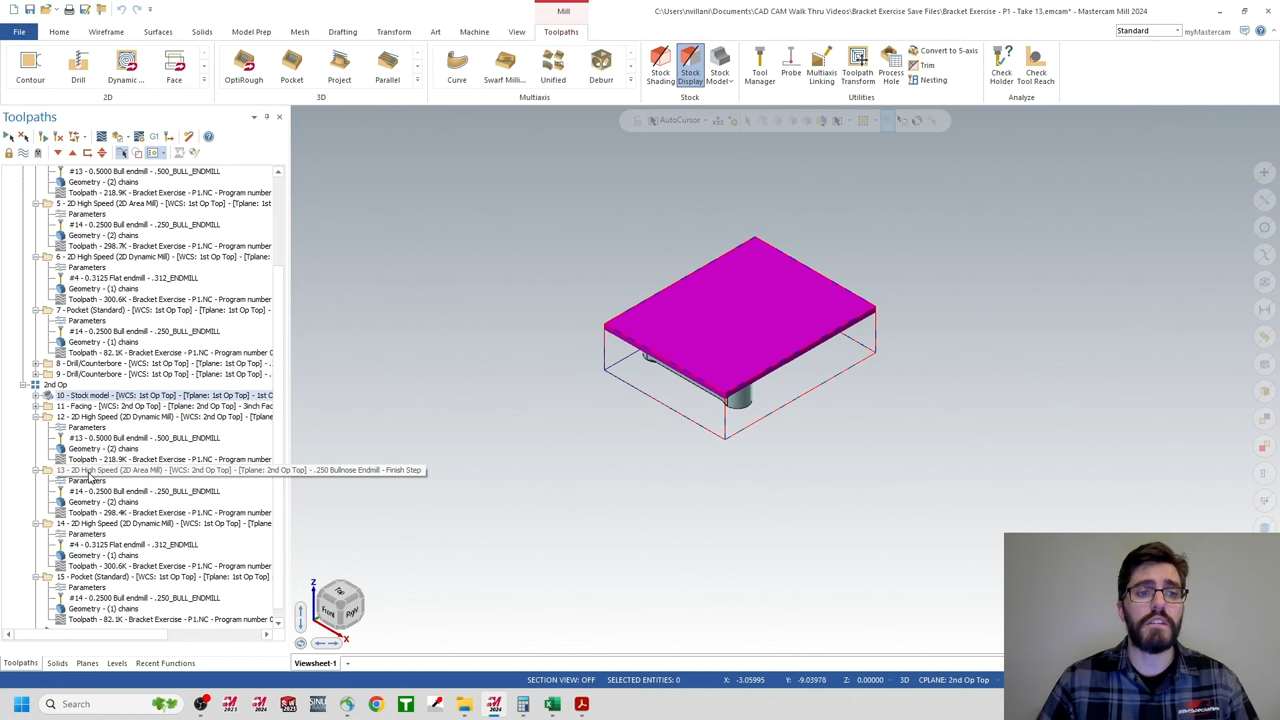 Mill
C:\Users\nvillani\Documents\CAD CAM Walk Thru Videos\Bracket Exercise Save Files\Bracket Exercise - P1 - Take 13.emcam* - Mastercam Mill 2024
File Home Wireframe Surfaces Solids Model Prep Mesh Drafting Transform Art Machine View Toolpaths
Standard myMastercam
Contour Drill Dynamic ... Face OptiRough Pocket Project Parallel Curve Swarf Milli... Unified Deburr
Stock Shading Stock Display Stock Model Tool Manager Probe Multiaxis Linking Toolpath Transform Process Hole
Convert to 5-axis
Trim
Nesting
Check Holder Check Tool Reach
2D 3D Multiaxis Stock Utilities Analyze
Toolpaths
AutoCursor
G1
#13 - 0.5000 Bull endmill - .500_BULL_ENDMILL
Geometry - (2) chains
Toolpath - 218.9K - Bracket Exercise - P1.NC - Program number
5 - 2D High Speed (2D Area Mill) - [WCS: 1st Op Top] - [Tplane: 1st
Parameters
#14 - 0.2500 Bull endmill - .250_BULL_ENDMILL
Geometry - (2) chains
Toolpath - 298.7K - Bracket Exercise - P1.NC - Program number
6 - 2D High Speed (2D Dynamic Mill) - [WCS: 1st Op Top] - [Tplane
Parameters
#4 - 0.3125 Flat endmill - .312_ENDMILL
Geometry - (1) chains
Toolpath - 300.6K - Bracket Exercise - P1.NC - Program number
7 - Pocket (Standard) - [WCS: 1st Op Top] - [Tplane: 1st Op Top]
Parameters
#14 - 0.2500 Bull endmill - .250_BULL_ENDMILL
Geometry - (1) chains
Toolpath - 82.1K - Bracket Exercise - P1.NC - Program number 0
8 - Drill/Counterbore - [WCS: 1st Op Top] - [Tplane: 1st Op Top]
9 - Drill/Counterbore - [WCS: 1st Op Top] - [Tplane: 1st Op Top]
2nd Op
10 - Stock model - [WCS: 1st Op Top] - [Tplane: 1st Op Top] - 1st O
11 - Facing - [WCS: 2nd Op Top] - [Tplane: 2nd Op Top] - 3inch Fac
12 - 2D High Speed (2D Dynamic Mill) - [WCS: 2nd Op Top] - [Tplane
Parameters
#13 - 0.5000 Bull endmill - .500_BULL_ENDMILL
Geometry - (2) chains
Toolpath - 218.9K - Bracket Exercise - P1.NC - Program number
13 - 2D High Speed (2D Area Mill) - [WCS: 2nd Op Top] - [Tplane: 2nd Op Top] - .250 Bullnose Endmill - Finish Step
Parameters
#14 - 0.2500 Bull endmill - .250_BULL_ENDMILL
Geometry - (2) chains
Toolpath - 298.4K - Bracket Exercise - P1.NC - Program number
14 - 2D High Speed (2D Dynamic Mill) - [WCS: 1st Op Top] - [Tplane
Parameters
#4 - 0.3125 Flat endmill - .312_ENDMILL
Geometry - (1) chains
Toolpath - 300.6K - Bracket Exercise - P1.NC - Program number
15 - Pocket (Standard) - [WCS: 1st Op Top] - [Tplane: 1st Op Top]
Parameters
#14 - 0.2500 Bull endmill - .250_BULL_ENDMILL
Geometry - (1) chains
Toolpath - 82.1K - Bracket Exercise - P1.NC - Program number 0
Z
Top
Front
Right
X
Toolpaths Solids Planes Levels Recent Functions
Viewsheet-1 +
SECTION VIEW: OFF SELECTED ENTITIES: 0 X: -3.05995 Y: -9.03978 Z: 0.00000 3D CPLANE: 2nd Op Top
Search